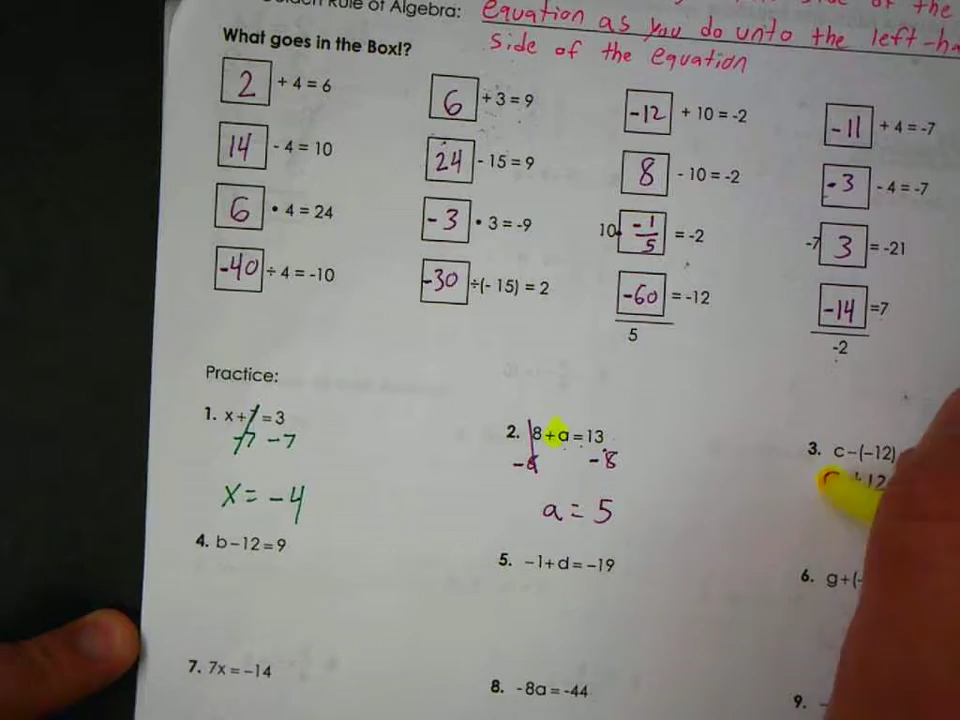 Rule of Algebra: equation as you do unto the left-ha
side of the equation
What goes in the Box!?
2 + 4 = 6
6 + 3 = 9
-12 + 10 = -2
-11 + 4 = -7
14 - 4 = 10
24 - 15 = 9
8 - 10 = -2
-3 - 4 = -7
6 • 4 = 24
-3 • 3 = -9
10• -1/5 = -2
-7 3 = -21
-40 ÷ 4 = -10
-30 ÷(- 15) = 2
-60 = -12
5
-14 =7
-2
Practice:
1. x + 7 = 3
-7 -7
x = -4
2. 8 + a = 13
-8 -8
a = 5
3. c – (–12)
c + 12
4. b – 12 = 9
5. –1 + d = –19
6. g + (-
7. 7x = –14
8. -8a = -44
9. -